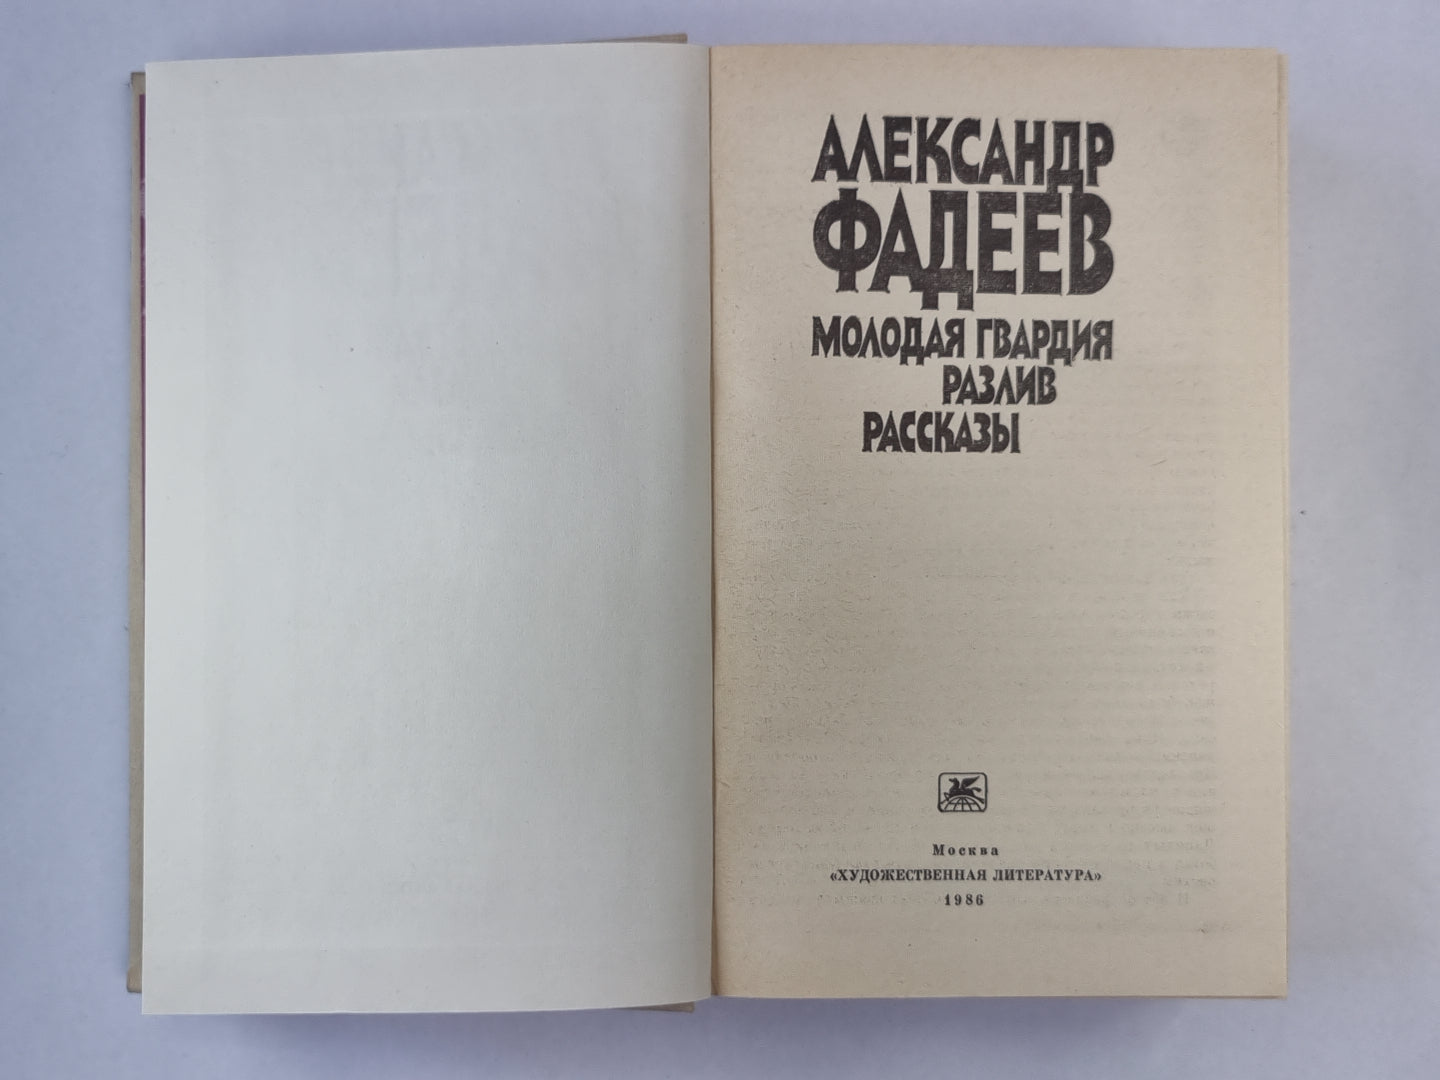 АЛЕКСАНДР
ФАДЕЕВ
МОЛОДАЯ ГВАРДИЯ
РАЗЛИВ
РАССКАЗЫ
Москва
«ХУДОЖЕСТВЕННАЯ ЛИТЕРАТУРА»
1986